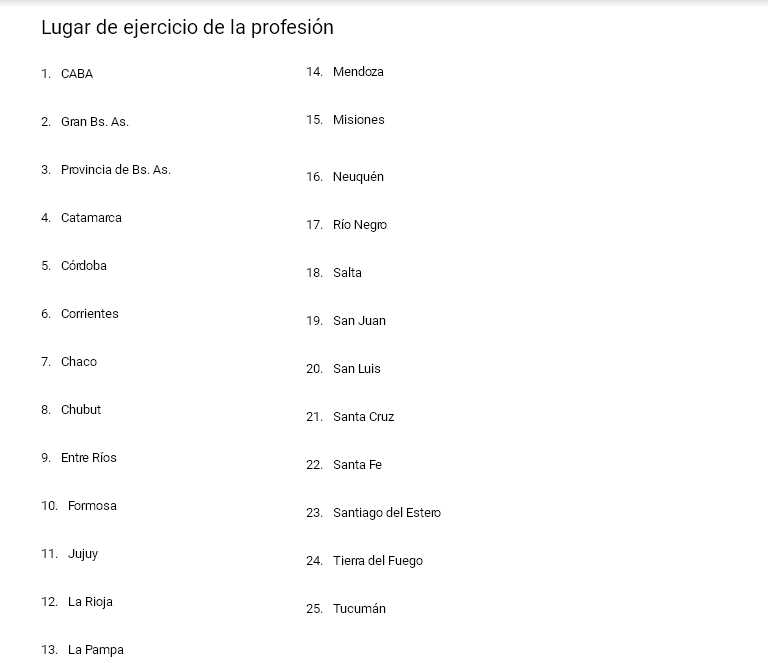 Lugar de ejercicio de la profesión
1. CABA
2. Gran Bs. As.
3. Provincia de Bs. As.
4. Catamarca
5. Córdoba
6. Corrientes
7. Chaco
8. Chubut
9. Entre Ríos
10. Formosa
11. Jujuy
12. La Rioja
13. La Pampa
14. Mendoza
15. Misiones
16. Neuquén
17. Río Negro
18. Salta
19. San Juan
20. San Luis
21. Santa Cruz
22. Santa Fe
23. Santiago del Estero
24. Tierra del Fuego
25. Tucumán